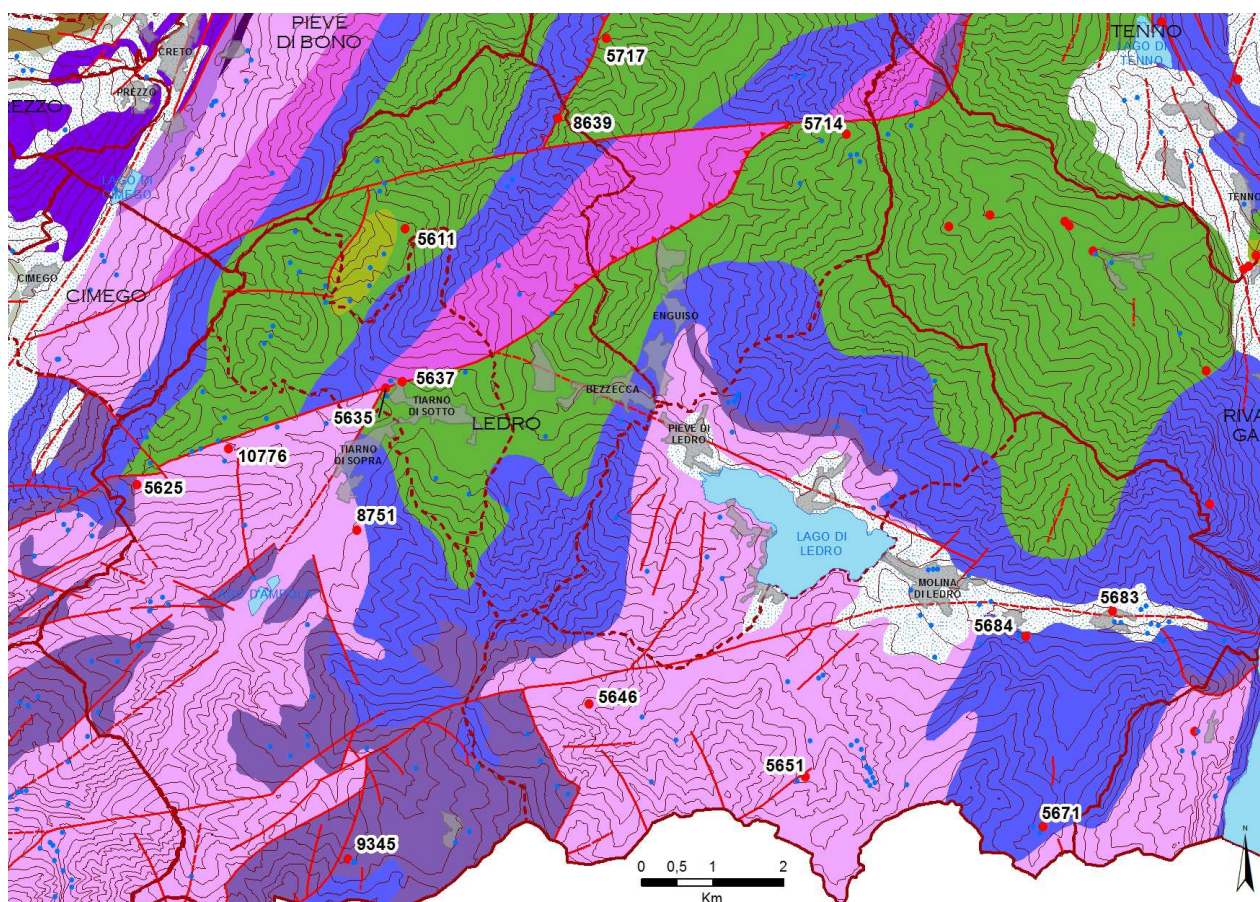 PIEVE
DI BONO
CRETO
PREZZO
EZZO
LAGO DI
CIMEGO
CIMEGO
CIMEGO
TENNO
LAGO DI
TENNO
TENNO
5717
8639
5714
5611
ENGUISO
5637
TIARNO
DI SOTTO
BEZZECCA
5635
LEDRO
PIEVE DI
LEDRO
RIVA
GA
TIARNO
DI SOPRA
10776
5625
8751
LAGO DI
LEDRO
LAGO D'AMPOLA
MOLINA
DI LEDRO
5683
5684
5646
5651
5671
9345
0 0,5 1 2
Km
N